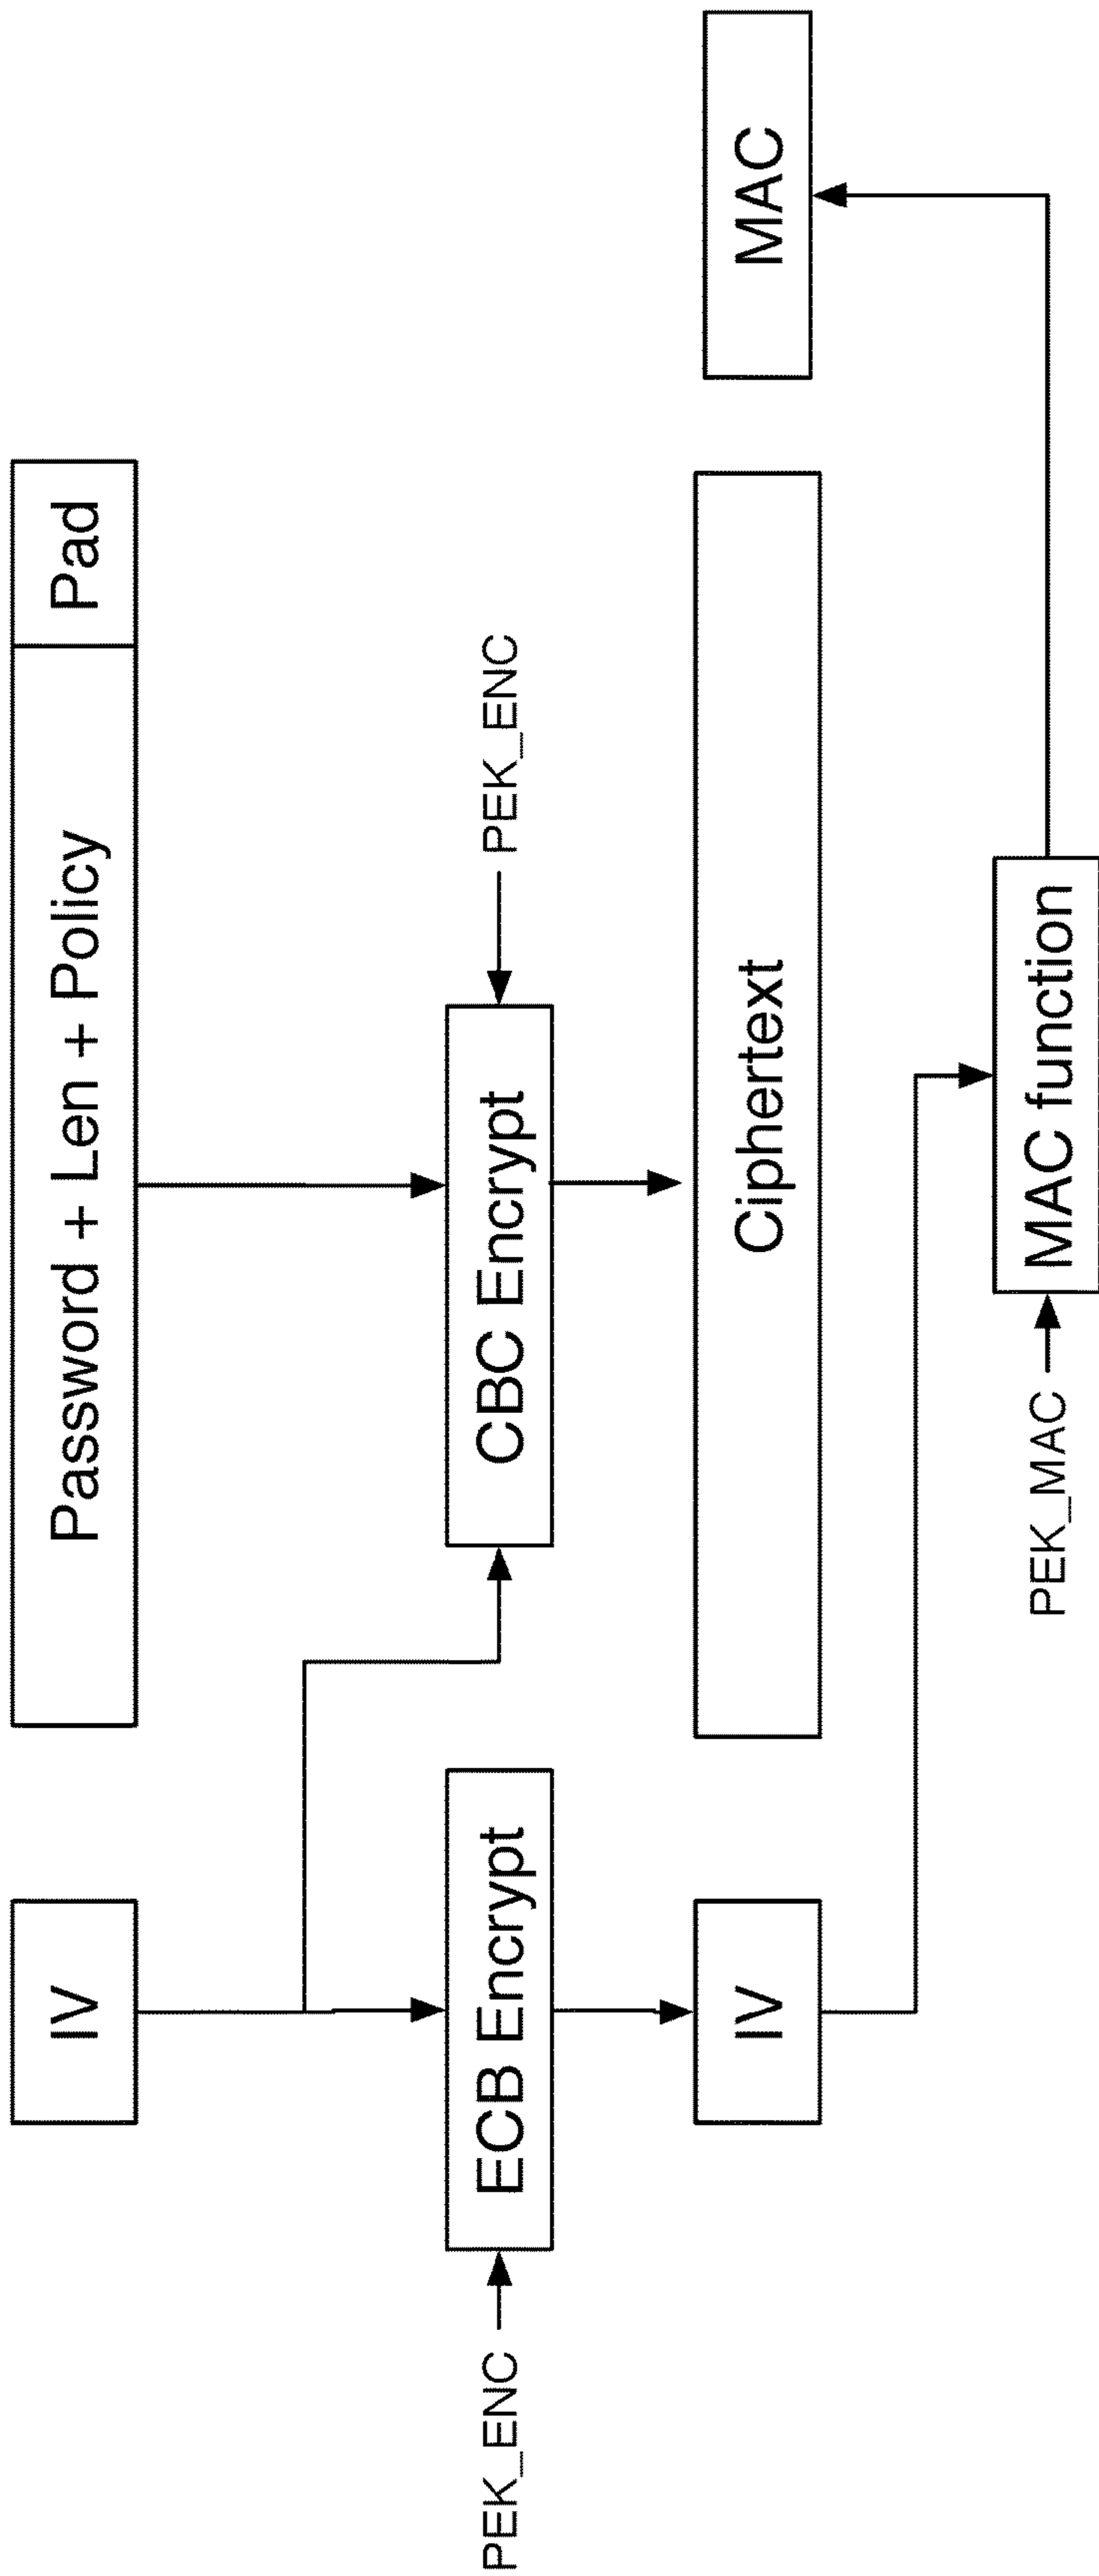 IV
Password + Len + Policy
Pad
PEK_ENC
ECB Encrypt
CBC Encrypt
PEK_ENC
IV
Ciphertext
MAC
PEK_MAC
MAC function